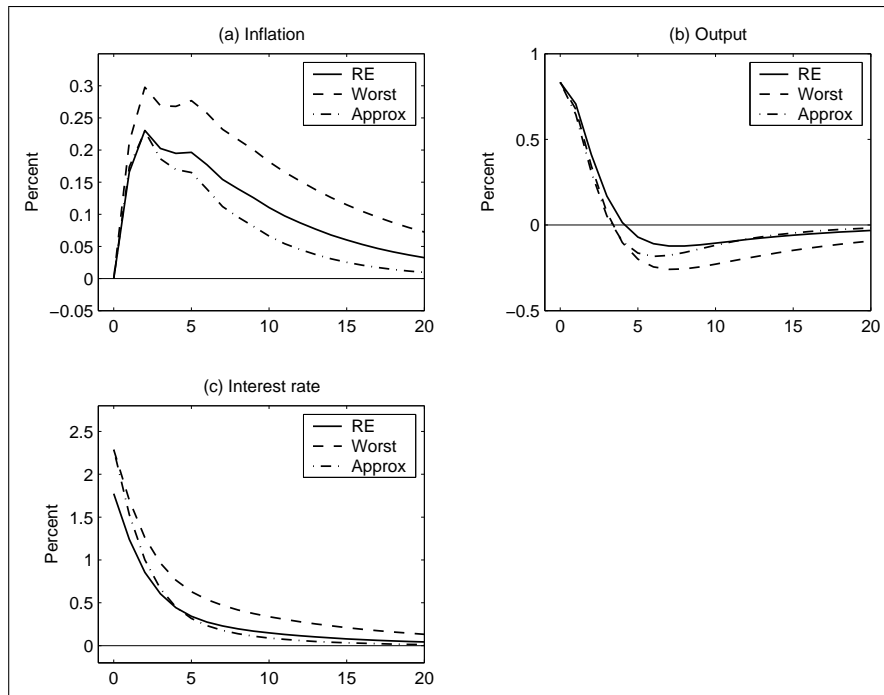 (a) Inflation
Percent
0.3
0.25
0.2
0.15
0.1
0.05
0
−0.05
0 5 10 15 20
RE
Worst
Approx
(b) Output
Percent
1
0.5
0
−0.5
0 5 10 15 20
RE
Worst
Approx
(c) Interest rate
Percent
2.5
2
1.5
1
0.5
0
0 5 10 15 20
RE
Worst
Approx